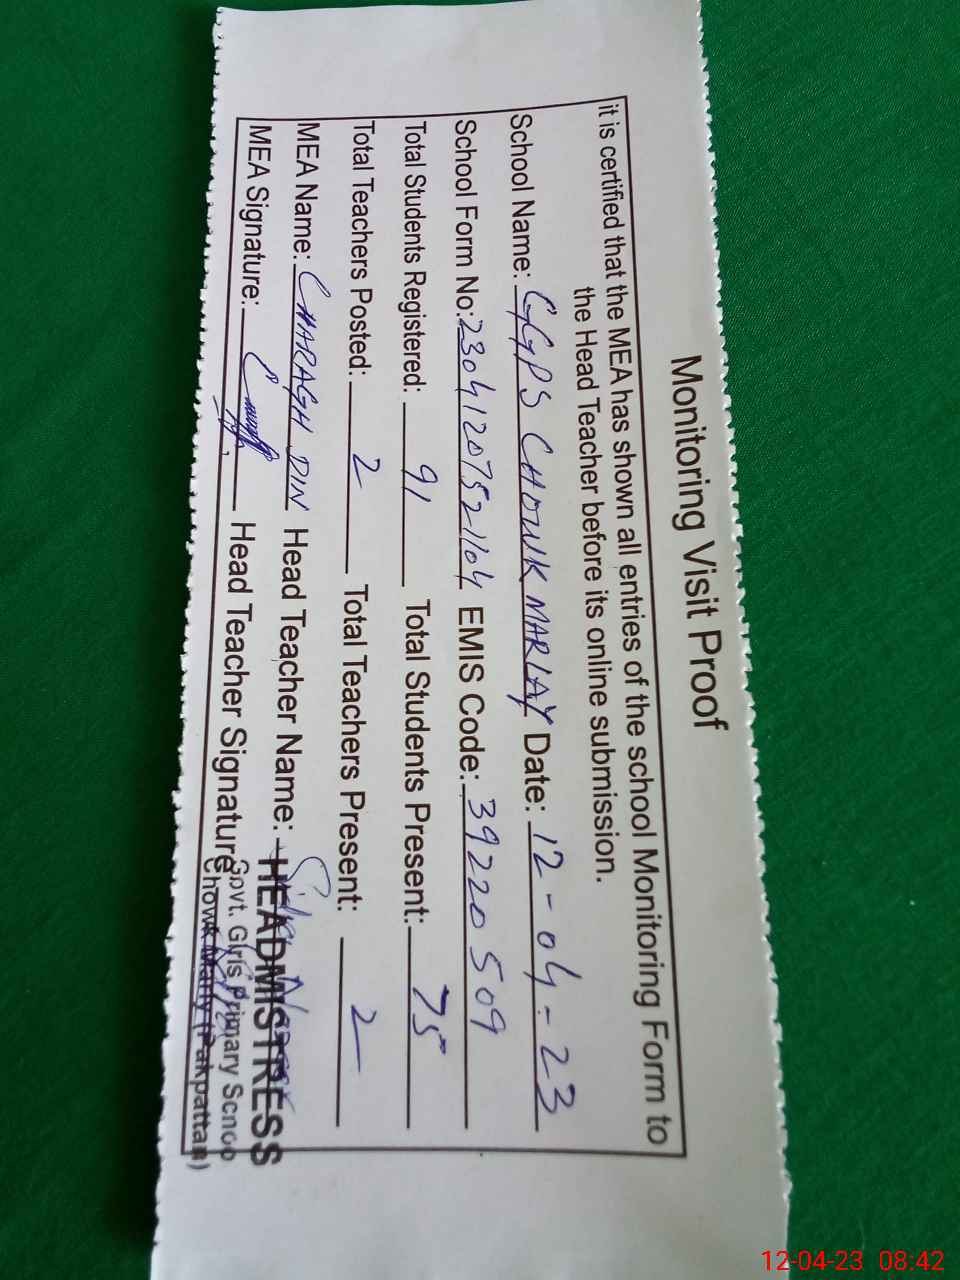 Monitoring Visit Proof
it is certified that the MEA has shown all entries of the school Monitoring Form to
the Head Teacher before its online submission.
School Name: GGPS CHOWK MARLAY Date: 12-04-23
School Form No: 23041207521104 EMIS Code: 39220509
Total Students Registered: 91 Total Students Present: 75
Total Teachers Posted: 2 Total Teachers Present: 2
MEA Name: CHARAGH DIN Head Teacher Name:
HEADMISTRESS
MEA Signature: Head Teacher Signature
Govt. Girls Primary Schoo
Chowk Marly (Pakpattan)
12-04-23 08:42